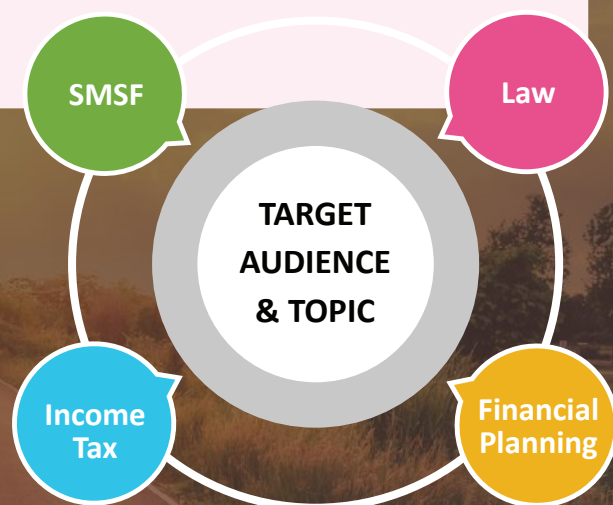 SMSF
Law
TARGET
AUDIENCE
& TOPIC
Income
Tax
Financial
Planning